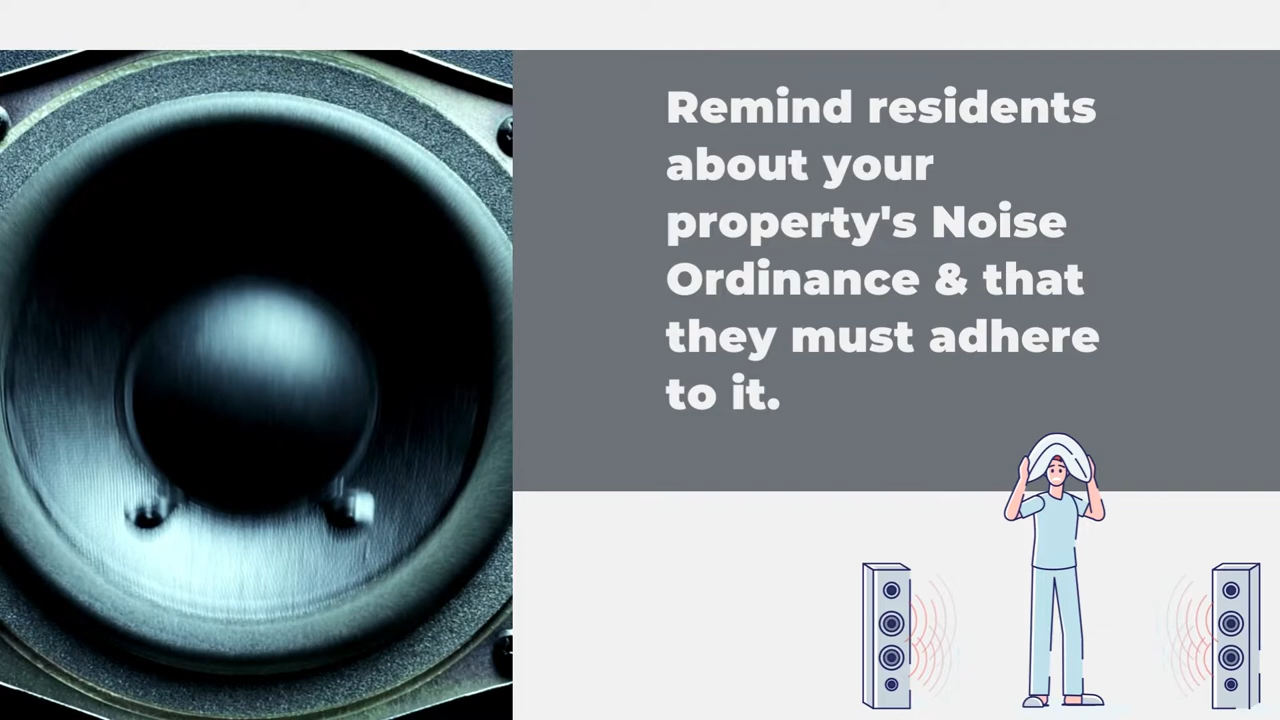 Remind residents
about your
property's Noise
Ordinance & that
they must adhere
to it.